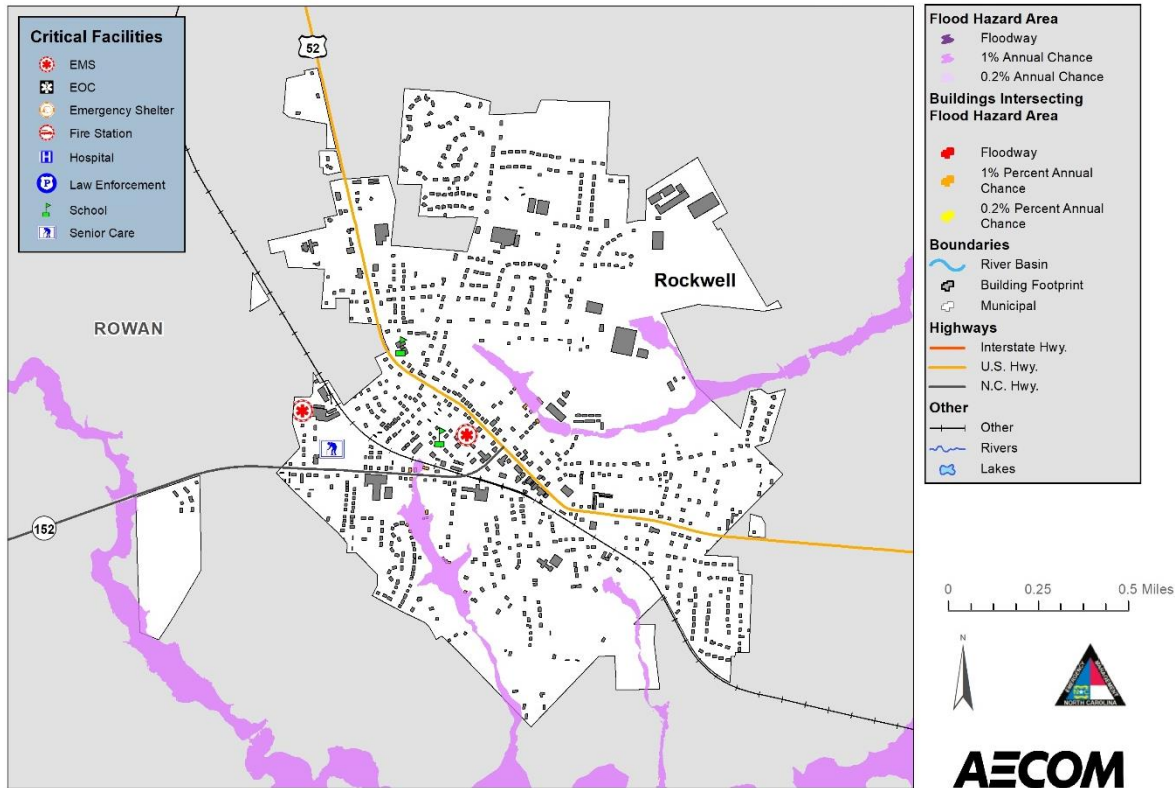 Critical Facilities
EMS
EOC
Emergency Shelter
Fire Station
H
Hospital
P
Law Enforcement
School
Senior Care
52
Rockwell
ROWAN
152
Flood Hazard Area
Floodway
1% Annual Chance
0.2% Annual Chance
Buildings Intersecting
Flood Hazard Area
Floodway
1% Percent Annual
Chance
0.2% Percent Annual
Chance
Boundaries
River Basin
Building Footprint
Municipal
Highways
Interstate Hwy.
U.S. Hwy.
N.C. Hwy.
Other
Other
Rivers
Lakes
0 0.25 0.5 Miles
N
EMERGENCY
MANAGEMENT
NORTH CAROLINA
AECOM